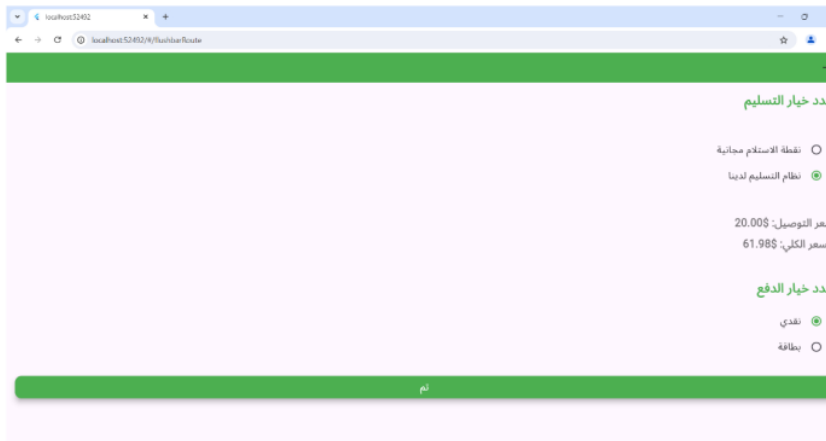 localhost:52492
localhost:52492/#/flushbarRoute
دد خيار التسليم
نقطة الاستلام مجانية
نظام التسليم لدينا
عر التوصيل: $20.00
سعر الكلي: $61.98
دد خيار الدفع
نقدي
بطاقة
تم